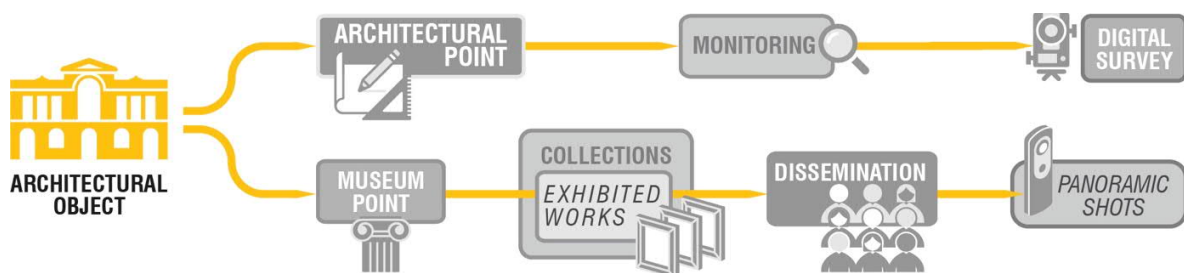 ARCHITECTURAL
OBJECT
ARCHITECTURAL
POINT
MONITORING
DIGITAL
SURVEY
MUSEUM
POINT
COLLECTIONS
EXHIBITED
WORKS
DISSEMINATION
PANORAMIC
SHOTS